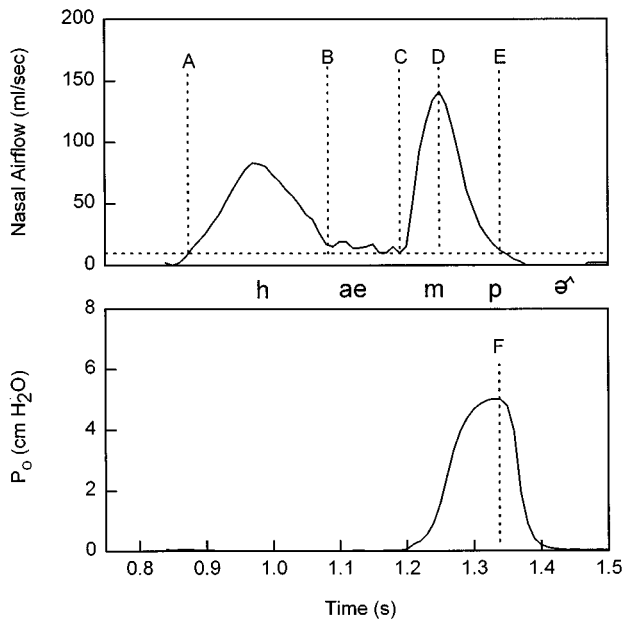 200
150
100
50
0
Nasal Airflow (ml/sec)
A B C D E
h ae m p ə^
8
6
4
2
0
P_O (cm H₂O)
F
0.8 0.9 1.0 1.1 1.2 1.3 1.4 1.5
Time (s)